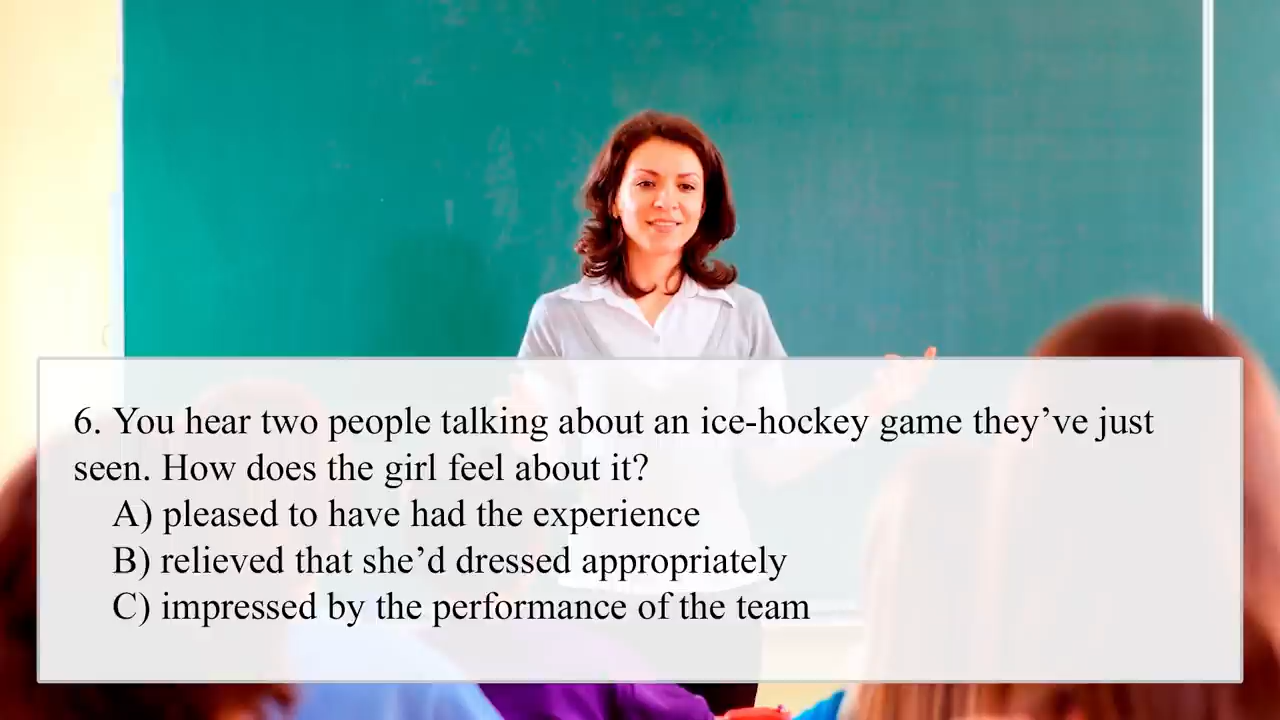 6. You hear two people talking about an ice-hockey game they’ve just
seen. How does the girl feel about it?
A) pleased to have had the experience
B) relieved that she’d dressed appropriately
C) impressed by the performance of the team